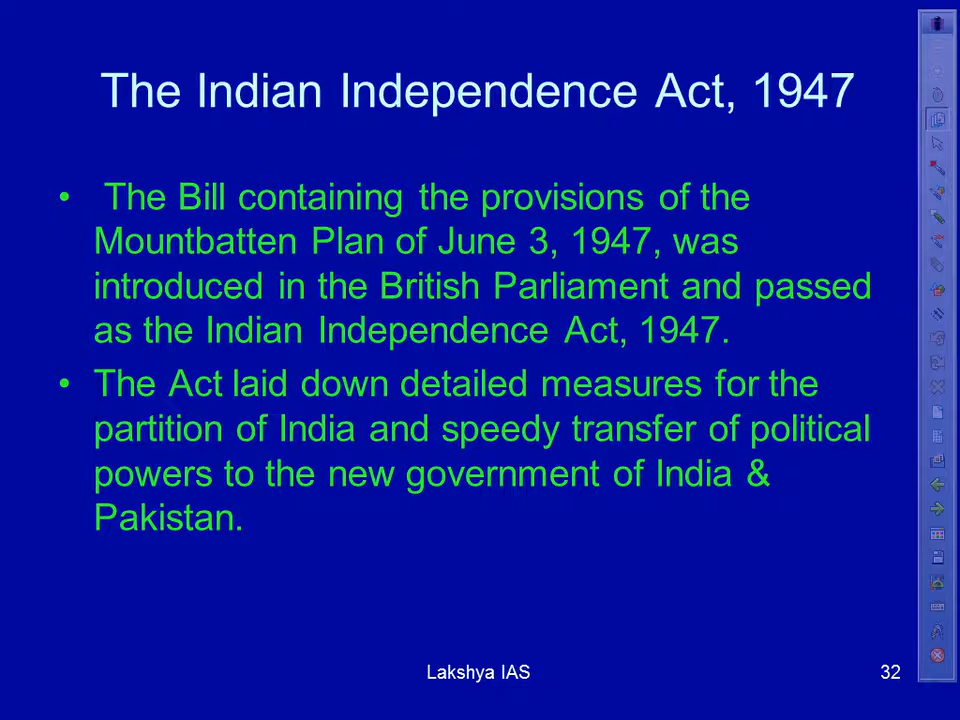 The Indian Independence Act, 1947
• The Bill containing the provisions of the
Mountbatten Plan of June 3, 1947, was
introduced in the British Parliament and passed
as the Indian Independence Act, 1947.
• The Act laid down detailed measures for the
partition of India and speedy transfer of political
powers to the new government of India &
Pakistan.
Lakshya IAS
32